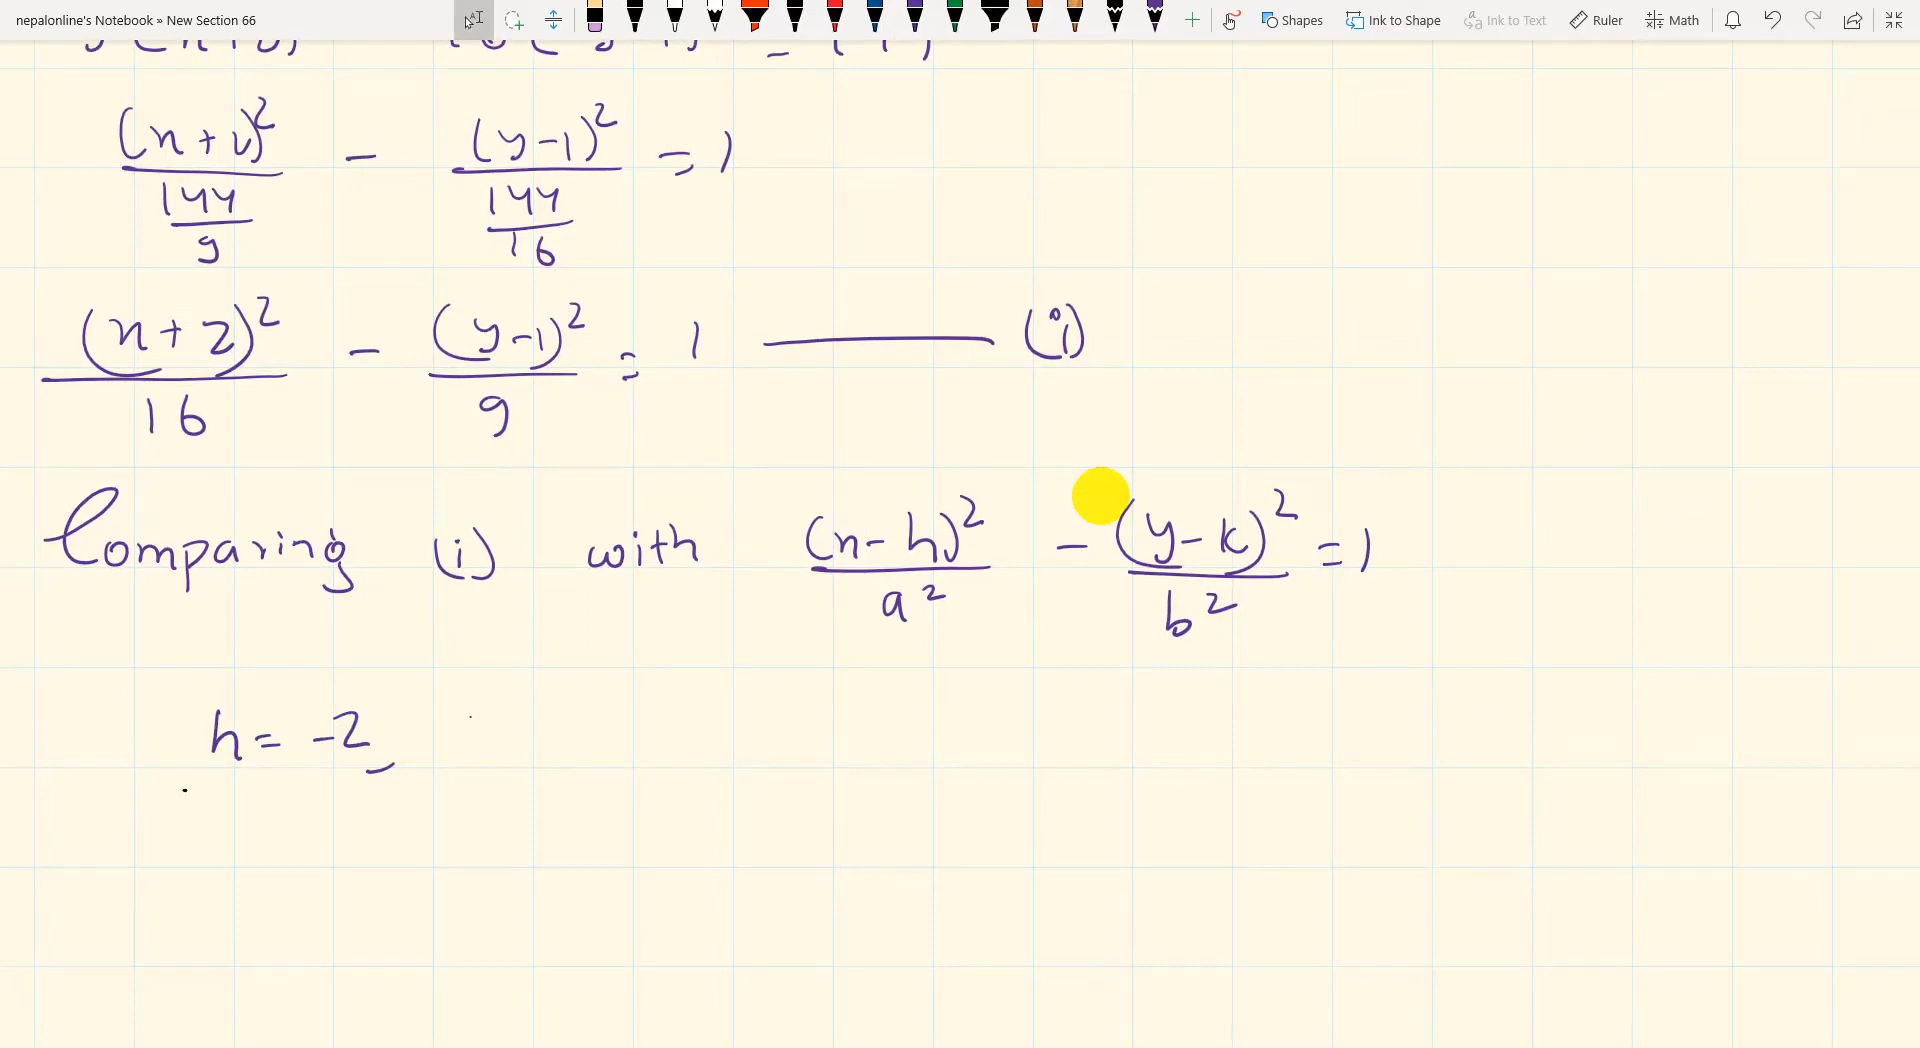 nepalonline's Notebook » New Section 66
Shapes Ink to Shape Ink to Text Ruler Math
(x+2)² / (144/9) - (y-1)² / (144/16) = 1
(x+2)² / 16 - (y-1)² / 9 = 1 ——— (i)
Comparing (i) with (x-h)² / a² - (y-k)² / b² = 1
h = -2,